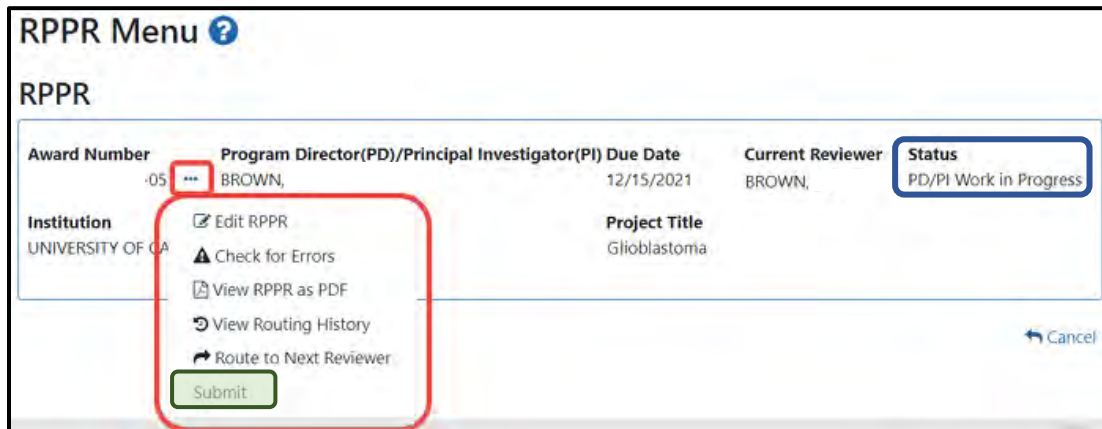 RPPR Menu ?
RPPR
Award Number Program Director(PD)/Principal Investigator(PI) Due Date Current Reviewer Status
-05 ... BROWN, 12/15/2021 BROWN, PD/PI Work in Progress
Institution Project Title
UNIVERSITY OF CA Glioblastoma
Edit RPPR
Check for Errors
View RPPR as PDF
View Routing History
Route to Next Reviewer
Cancel
Submit